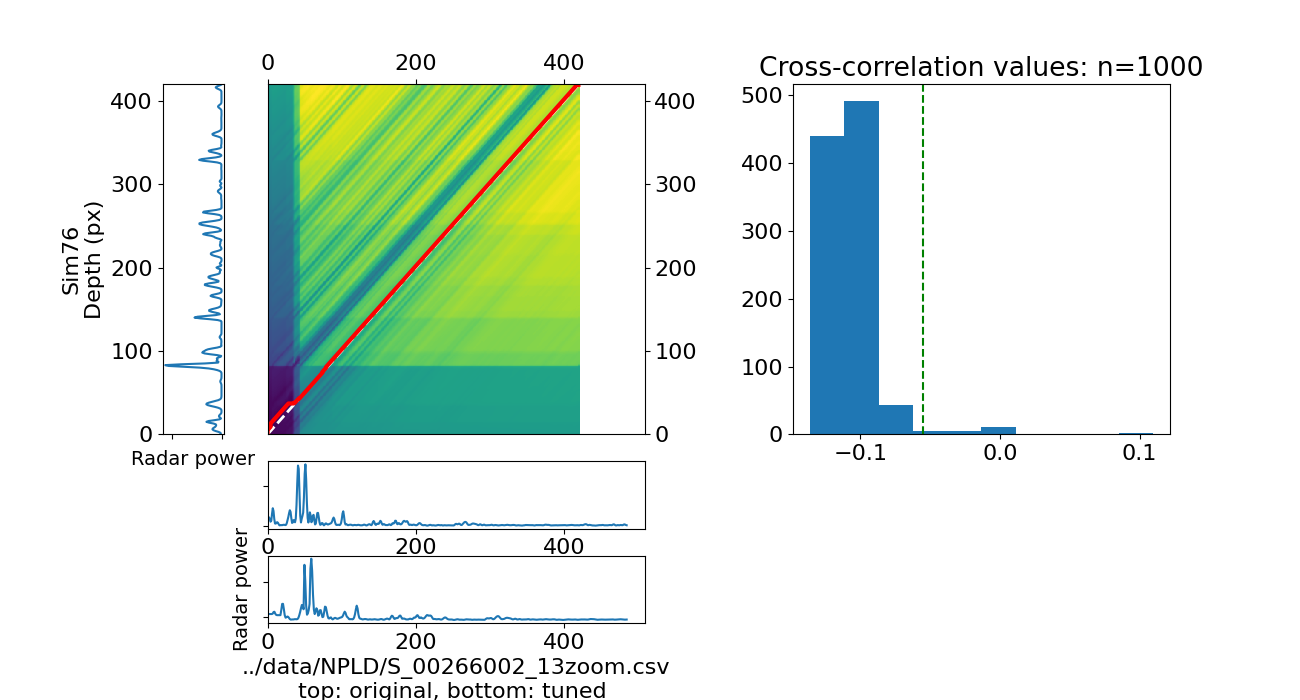 0 200 400
Cross-correlation values: n=1000
400
300
200
100
0
Sim76
Depth (px)
Radar power
400
300
200
100
0
500
400
300
200
100
0
−0.1 0.0 0.1
0 200 400
Radar power
0 200 400
../data/NPLD/S_00266002_13zoom.csv
top: original, bottom: tuned